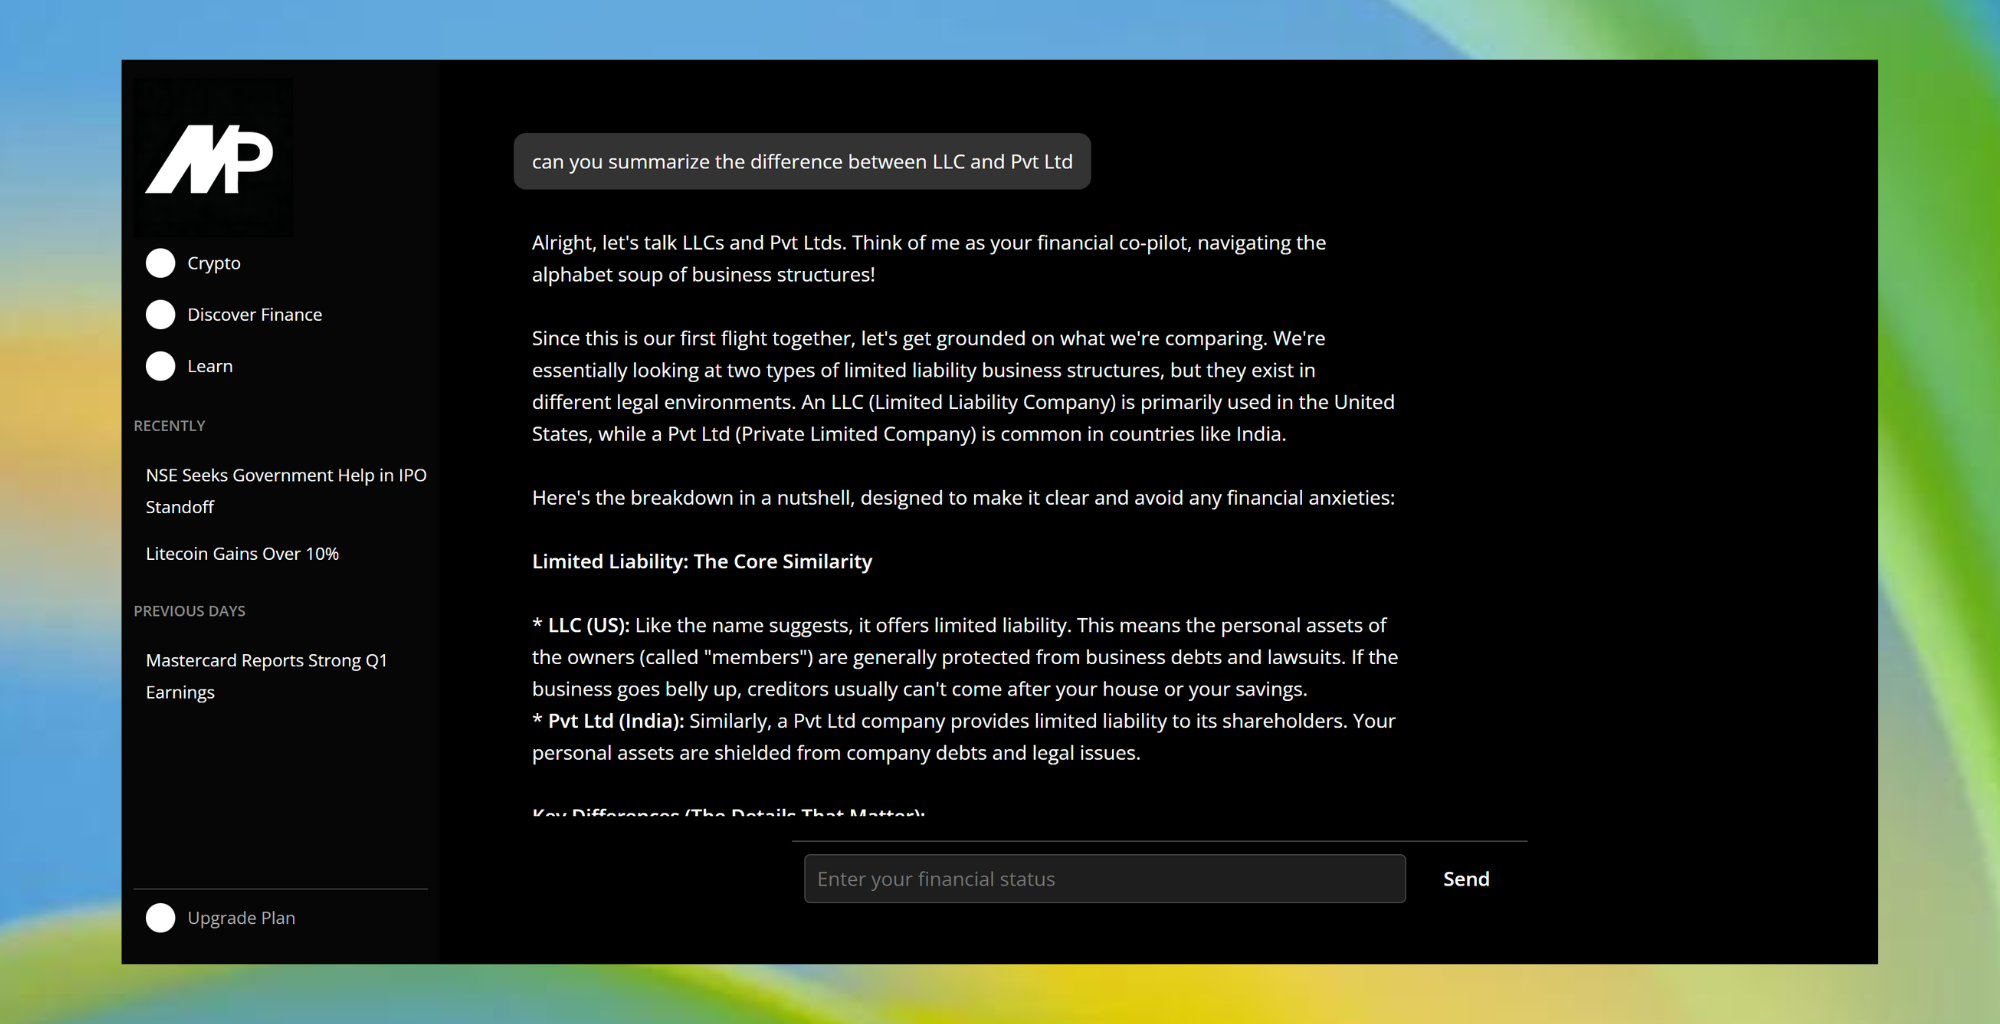 MP
Crypto
Discover Finance
Learn
RECENTLY
NSE Seeks Government Help in IPO
Standoff
Litecoin Gains Over 10%
PREVIOUS DAYS
Mastercard Reports Strong Q1
Earnings
Upgrade Plan
can you summarize the difference between LLC and Pvt Ltd
Alright, let's talk LLCs and Pvt Ltds. Think of me as your financial co-pilot, navigating the
alphabet soup of business structures!
Since this is our first flight together, let's get grounded on what we're comparing. We're
essentially looking at two types of limited liability business structures, but they exist in
different legal environments. An LLC (Limited Liability Company) is primarily used in the United
States, while a Pvt Ltd (Private Limited Company) is common in countries like India.
Here's the breakdown in a nutshell, designed to make it clear and avoid any financial anxieties:
Limited Liability: The Core Similarity
* LLC (US): Like the name suggests, it offers limited liability. This means the personal assets of
the owners (called "members") are generally protected from business debts and lawsuits. If the
business goes belly up, creditors usually can't come after your house or your savings.
* Pvt Ltd (India): Similarly, a Pvt Ltd company provides limited liability to its shareholders. Your
personal assets are shielded from company debts and legal issues.
Key Differences (The Details That Matter):
Enter your financial status
Send